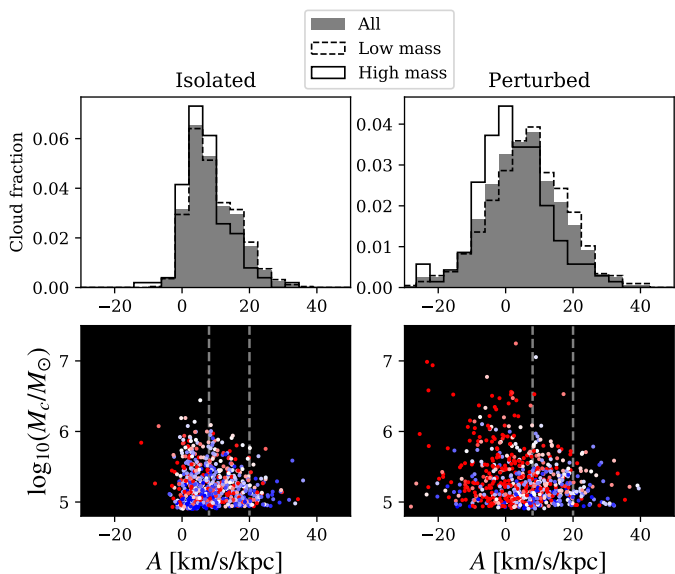 All
Low mass
High mass
Isolated
Perturbed
Cloud fraction
0.06
0.04
0.02
0.00
−20 0 20 40
0.04
0.03
0.02
0.01
0.00
−20 0 20 40
log₁₀(M_c/M_⊙)
7
6
5
−20 0 20 40
A [km/s/kpc]
7
6
5
−20 0 20 40
A [km/s/kpc]